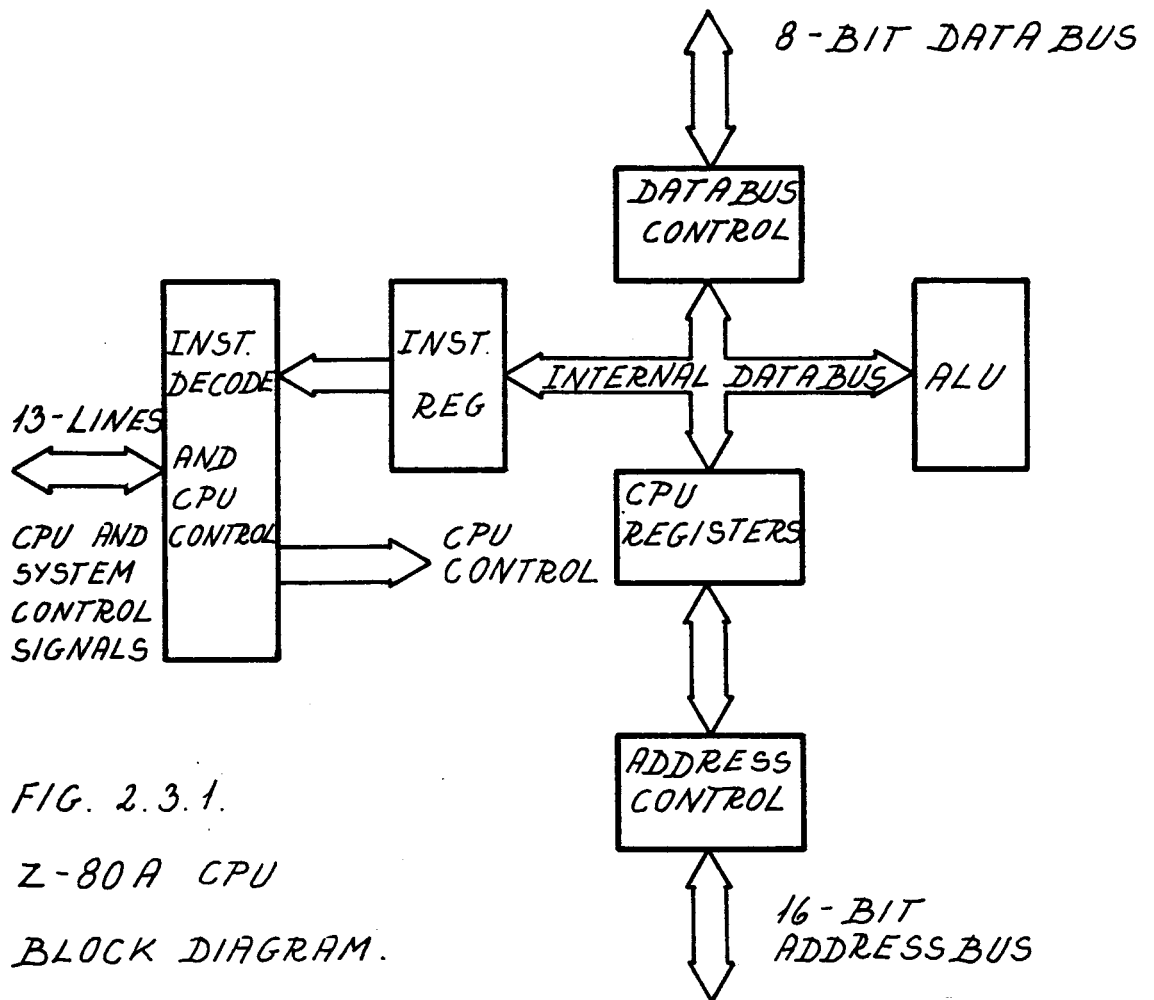 8-BIT DATA BUS
DATABUS
CONTROL
INST.
DECODE
AND
CPU
CONTROL
INST.
REG
INTERNAL DATABUS
ALU
13-LINES
CPU AND
SYSTEM
CONTROL
SIGNALS
CPU
CONTROL
CPU
REGISTERS
ADDRESS
CONTROL
16-BIT
ADDRESSBUS
FIG. 2.3.1.
Z-80A CPU
BLOCK DIAGRAM.